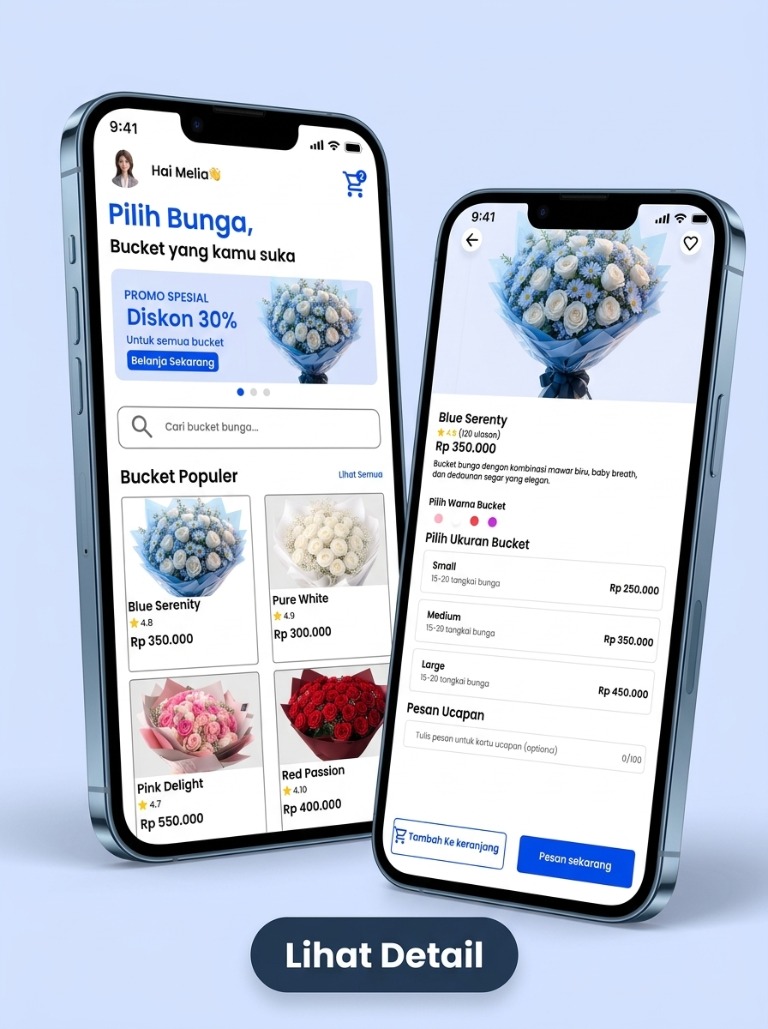 9:41
Hai Melia👋
2
Pilih Bunga,
Bucket yang kamu suka
PROMO SPESIAL
Diskon 30%
Untuk semua bucket
Belanja Sekarang
Cari bucket bunga...
Bucket Populer
Lihat Semua
Blue Serenity
4.8
Rp 350.000
Pure White
4.9
Rp 300.000
Pink Delight
4.7
Rp 550.000
Red Passion
4.10
Rp 400.000
9:41
Blue Serenty
4.8 (120 ulasan)
Rp 350.000
Bucket bunga dengan kombinasi mawar biru, baby breath,
dan dedaunan segar yang elegan.
Pilih Warna Bucket
Pilih Ukuran Bucket
Small
15-20 tangkai bunga
Rp 250.000
Medium
15-20 tangkai bunga
Rp 350.000
Large
15-20 tangkai bunga
Rp 450.000
Pesan Ucapan
Tulis pesan untuk kartu ucapan (optional)
0/100
Tambah Ke keranjang
Pesan sekarang
Lihat Detail